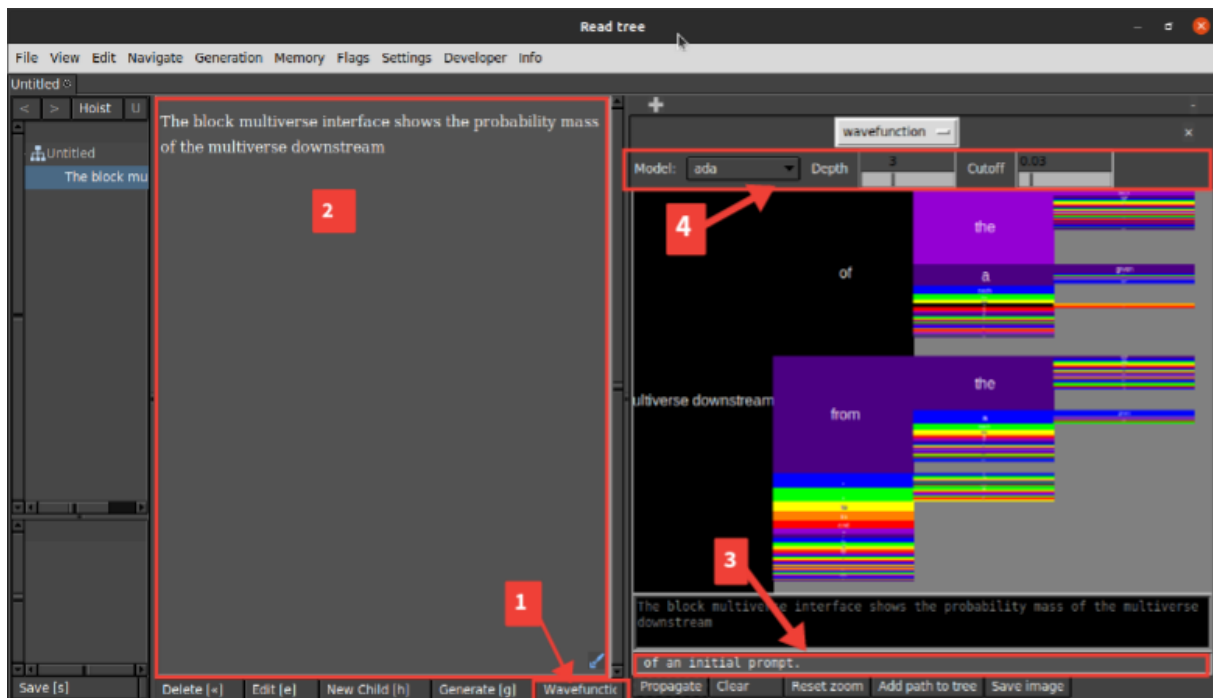 Read tree
File View Edit Navigate Generation Memory Flags Settings Developer Info
Untitled
< > Hoist U
Untitled
The block mu
The block multiverse interface shows the probability mass
of the multiverse downstream
2
wavefunction
Model: ada Depth 3 Cutoff 0.03
4
of
the
a
given
ultiverse downstream
from
the
3
1
The block multiverse interface shows the probability mass of the multiverse
downstream
of an initial prompt.
Save [s] Delete [«] Edit [e] New Child [h] Generate [g] Wavefunctic
Propagate Clear Reset zoom Add path to tree Save image